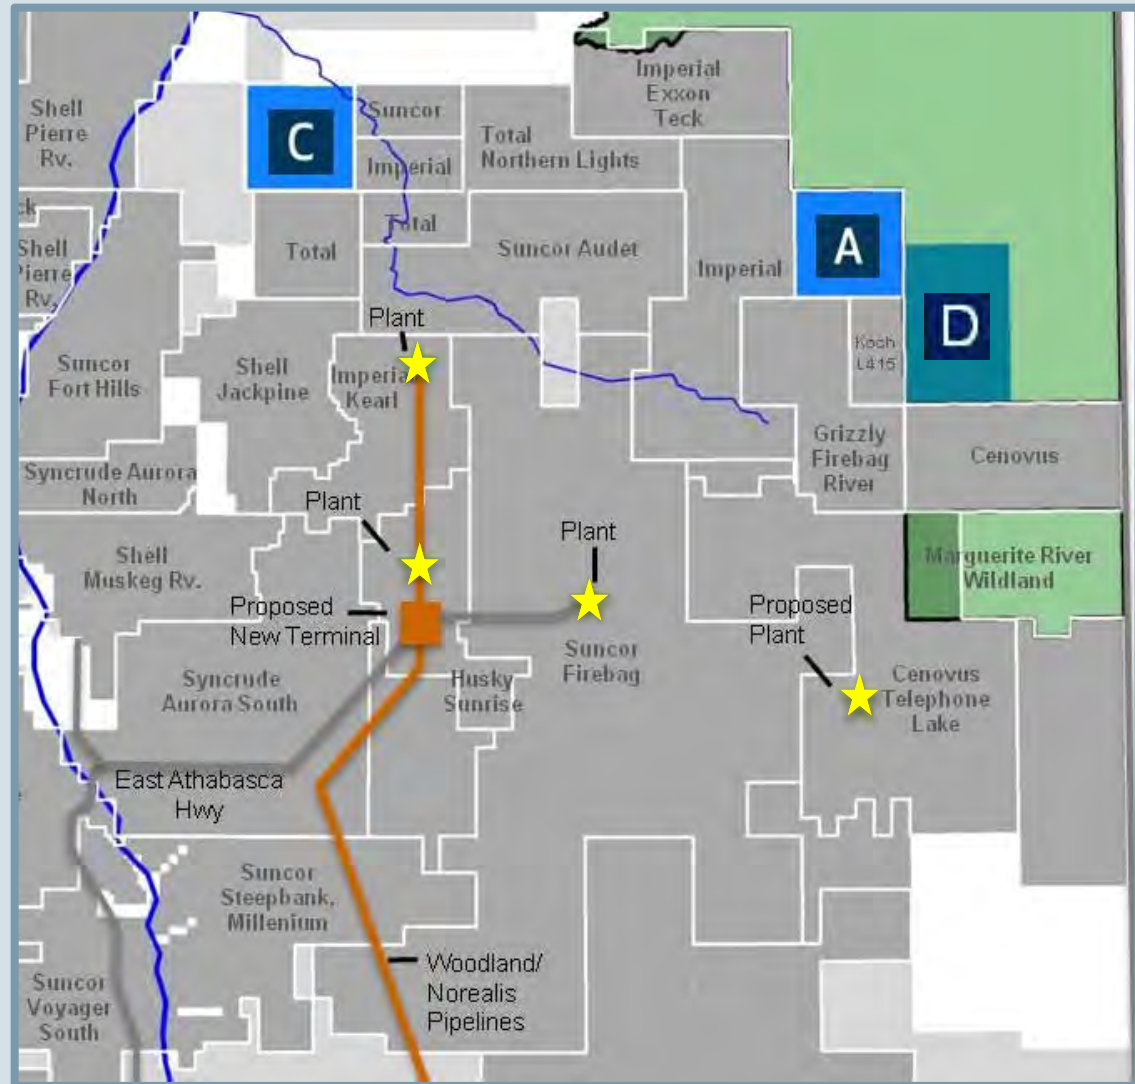 Imperial
Exxon
Teck
Shell
Pierre
Rv.
C
Suncor
Total
Northern Lights
Imperial
ck
Shell
Pierre
Rv.
Total
Total
Suncor Audet
Imperial
A
D
Plant
Koch
L415
Suncor
Fort Hills
Shell
Jackpine
Imperial
Kearl
Grizzly
Firebag
River
Cenovus
Syncrude Aurora
North
Plant
Plant
Shell
Muskeg Rv.
Marguerite River
Wildland
Proposed
New Terminal
Proposed
Plant
Suncor
Firebag
Syncrude
Aurora South
Husky
Sunrise
Cenovus
Telephone
Lake
East Athabasca
Hwy
Suncor
Steepbank,
Millenium
Woodland/
Norealis
Pipelines
Suncor
Voyager
South